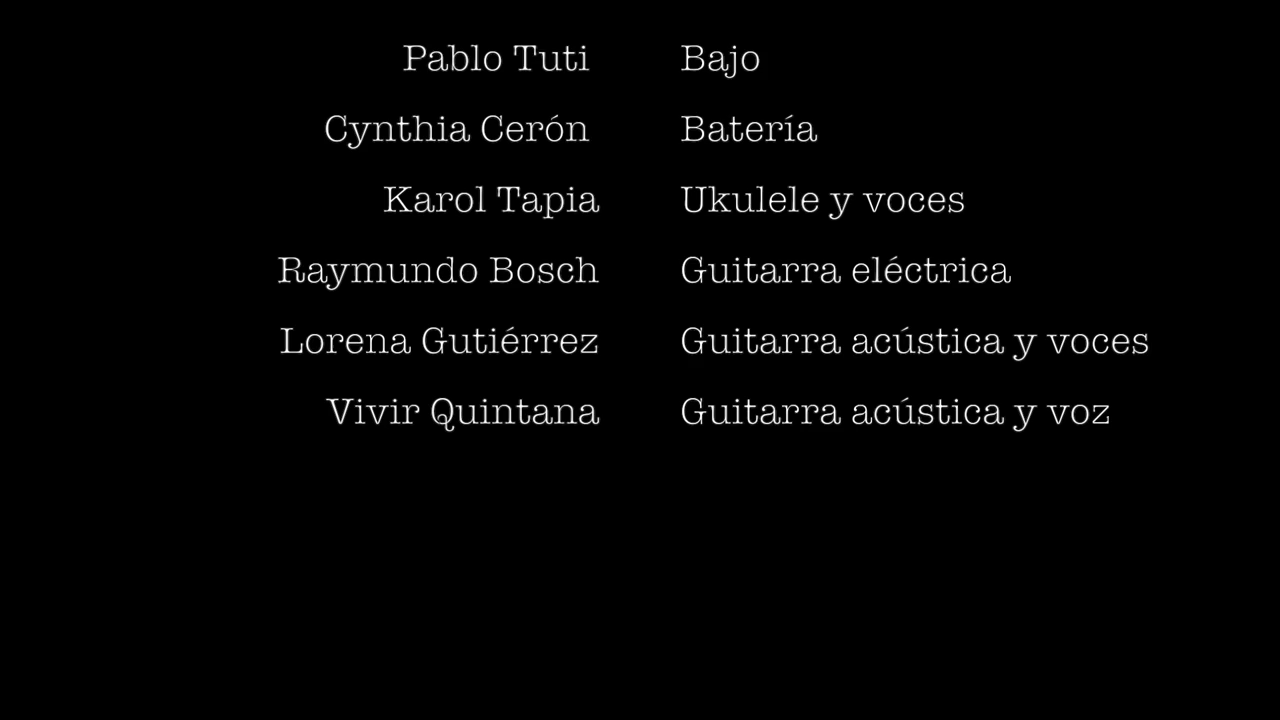 Pablo Tuti Bajo
Cynthia Cerón Batería
Karol Tapia Ukulele y voces
Raymundo Bosch Guitarra eléctrica
Lorena Gutiérrez Guitarra acústica y voces
Vivir Quintana Guitarra acústica y voz